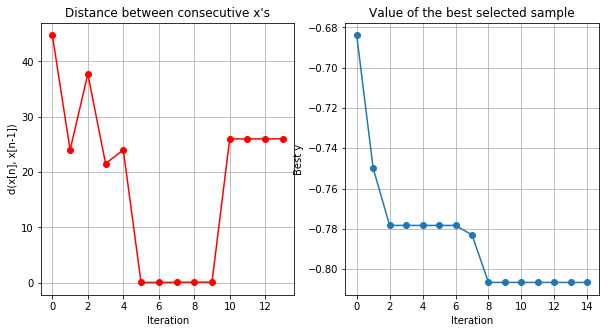 Distance between consecutive x's
d(x[n], x[n-1])
40
30
20
10
0
0 2 4 6 8 10 12
Iteration
Value of the best selected sample
Best y
−0.68
−0.70
−0.72
−0.74
−0.76
−0.78
−0.80
0 2 4 6 8 10 12 14
Iteration